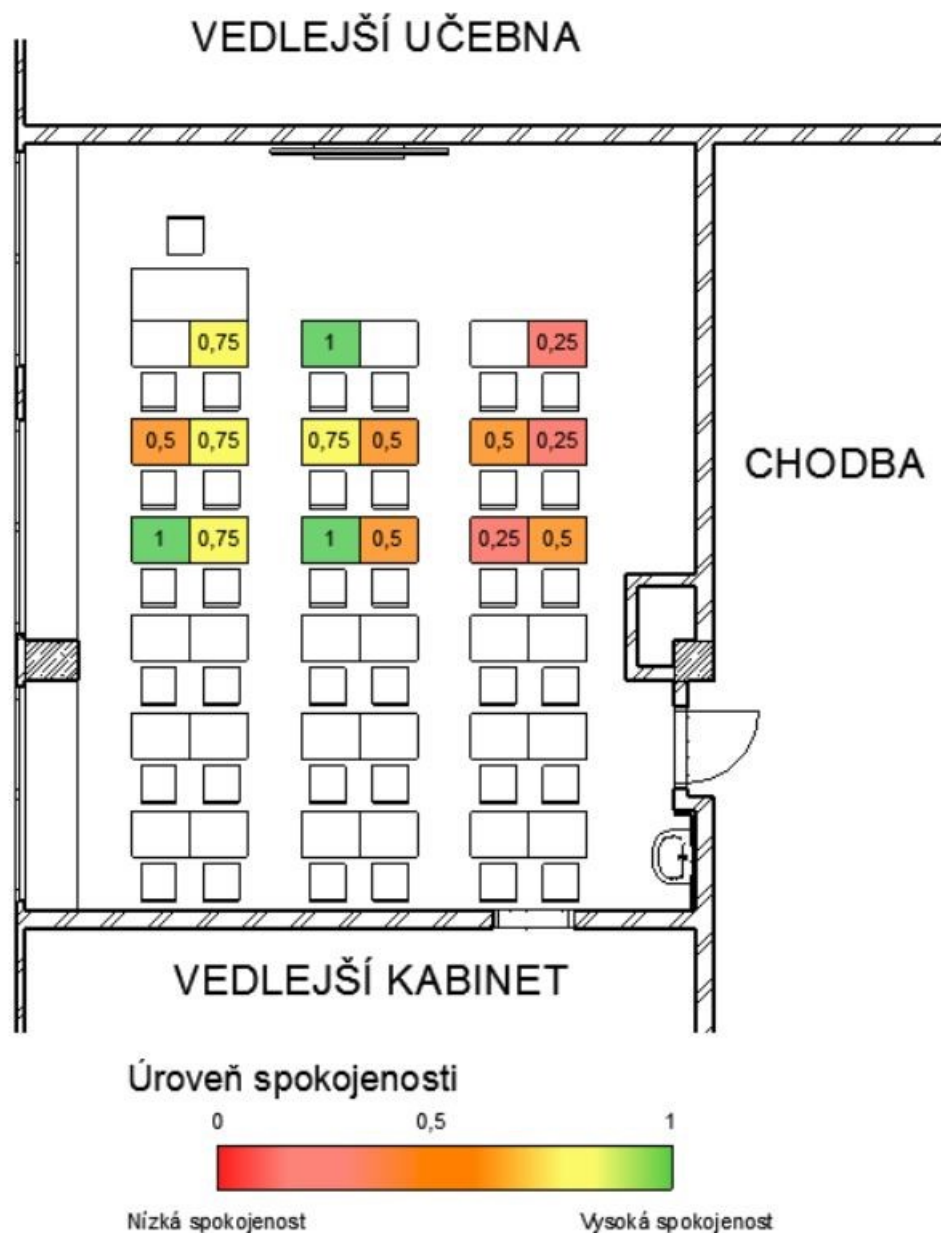 VEDLEJŠÍ UČEBNA
0,75 1 0,25
0,5 0,75 0,75 0,5 0,5 0,25
CHODBA
1 0,75 1 0,5 0,25 0,5
VEDLEJŠÍ KABINET
Úroveň spokojenosti
0 0,5 1
Nízká spokojenost Vysoká spokojenost